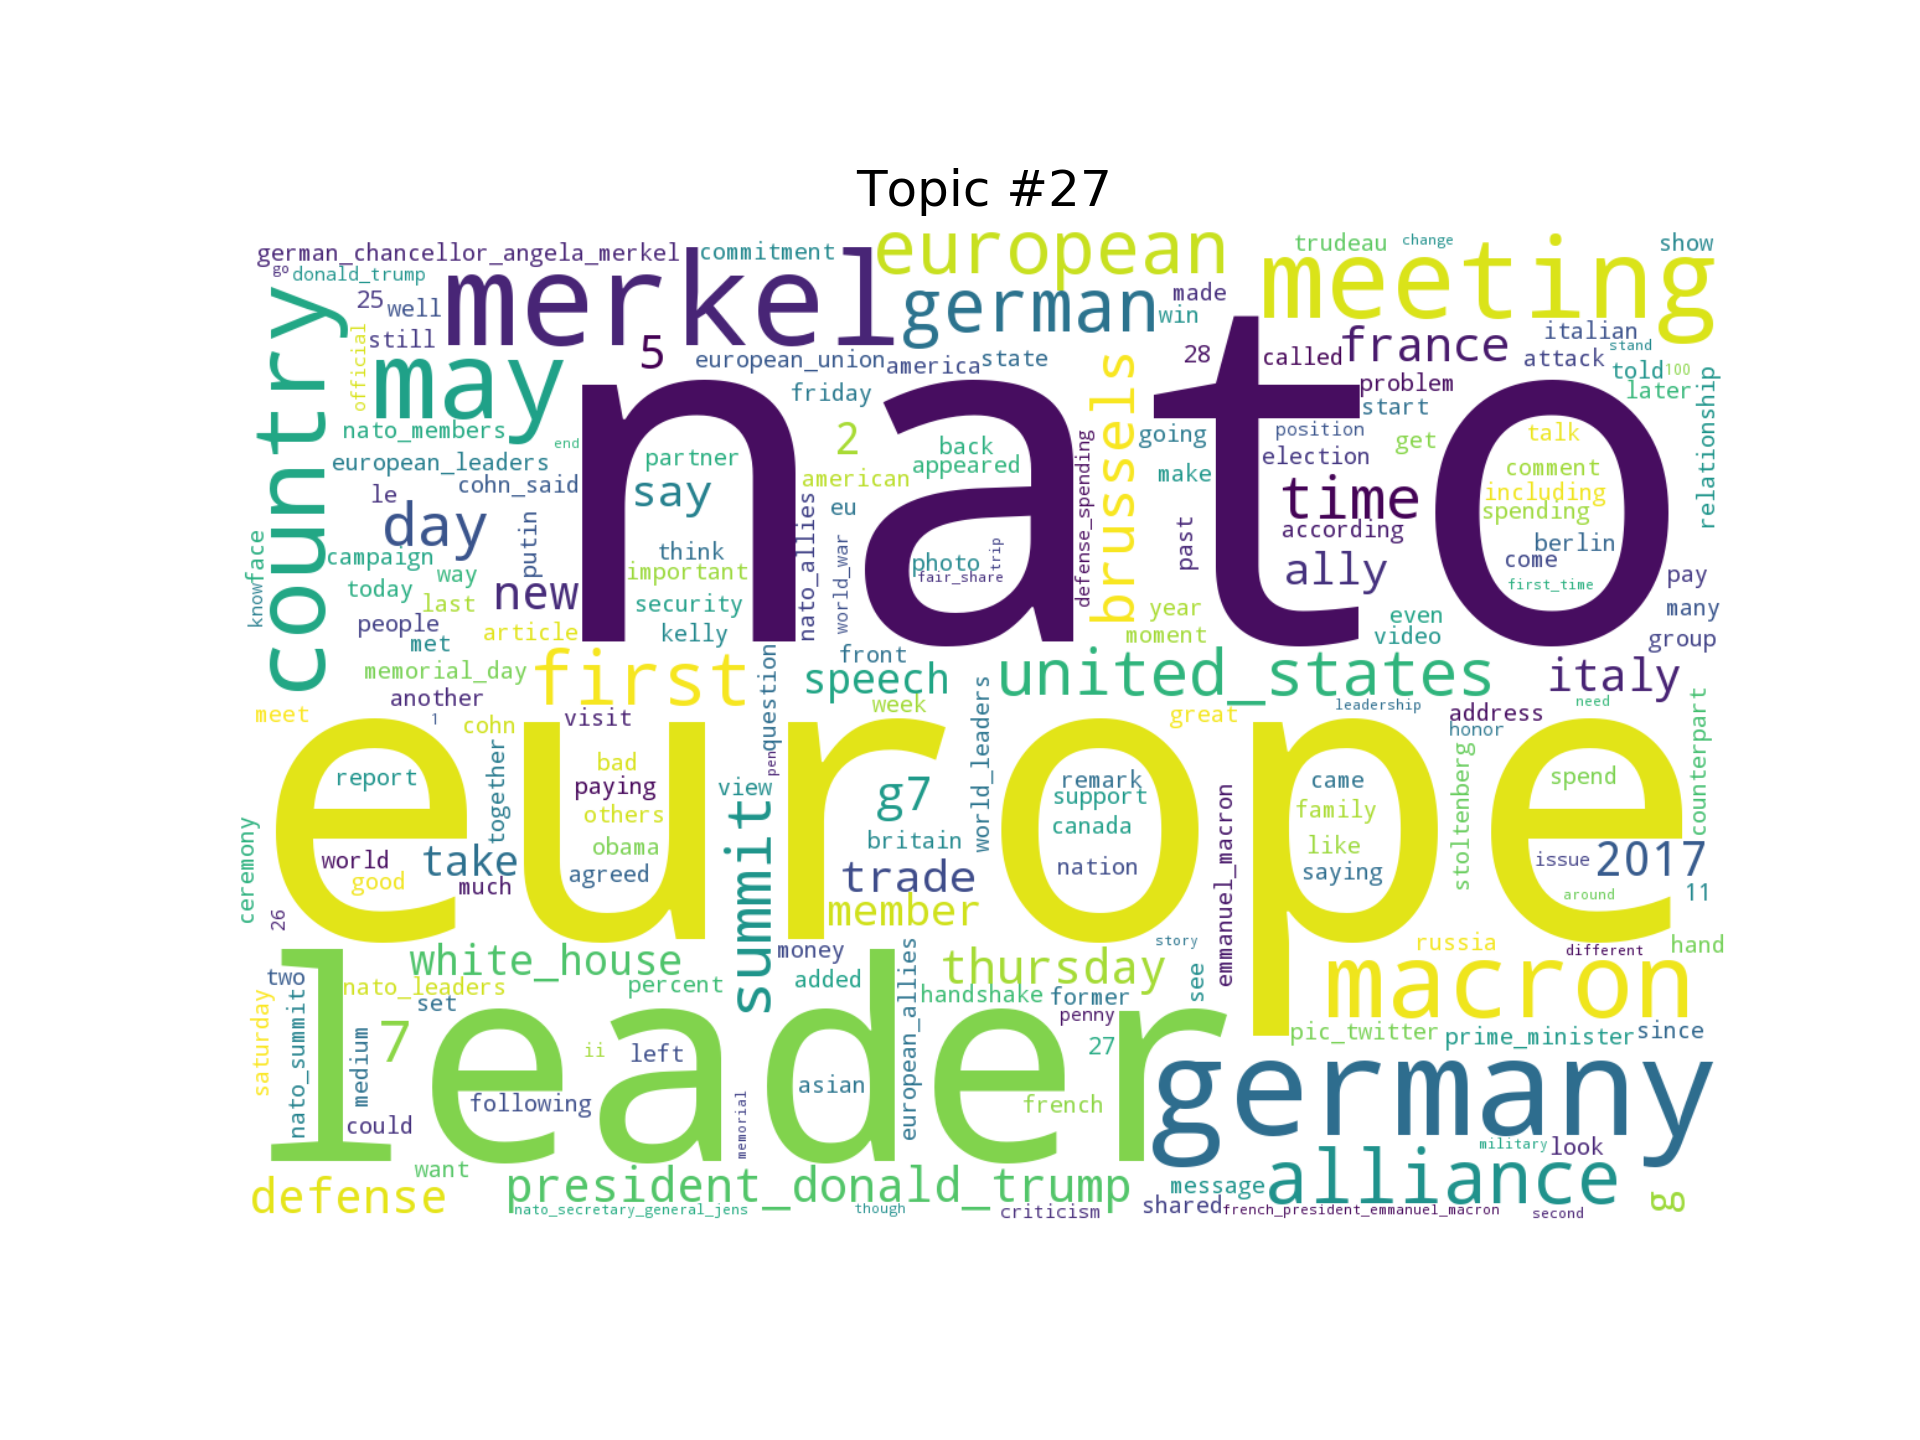 Topic #27
german_chancellor_angela_merkel
commitment
european
trudeau
change
show
go
donald_trump
merkel
meeting
25
well
german
made
win
country
still
official
may
5
european_union
america
state
28
called
france
italian
stand
attack
told
100
later
friday
problem
start
nato
nato_members
end
european_leaders
cohn_said
le
day
2
partner
say
american
back
appeared
defense_spending
brussels
going
make
position
election
get
talk
comment
including
spending
relationship
time
according
past
berlin
come
first_time
ally
pay
many
group
know
face
campaign
putin
way
today
last
new
people
met
article
think
important
security
kelly
nato_allies
eu
world_war
photo
fair_share
trip
year
moment
even
video
memorial_day
another
first
question
front
speech
week
united_states
italy
meet
1
cohn
visit
world_leaders
great
leadership
need
address
honor
counterpart
europe
report
together
bad
paying
others
obama
agreed
pen
view
summit
g7
britain
remark
support
canada
nation
emmanuel_macron
came
family
like
saying
stoltenberg
spend
issue
2017
around
11
ceremony
world
good
take
much
26
trade
member
white_house
money
story
thursday
russia
different
hand
macron
two
nato_leaders
set
percent
added
european_allies
handshake
former
penny
see
pic_twitter
prime_minister
since
leader
saturday
nato_summit
medium
7
ii
left
27
germany
following
could
asian
french
memorial
military
look
want
defense
president_donald_trump
message
alliance
g
nato_secretary_general_jens
though
criticism
shared
french_president_emmanuel_macron
second